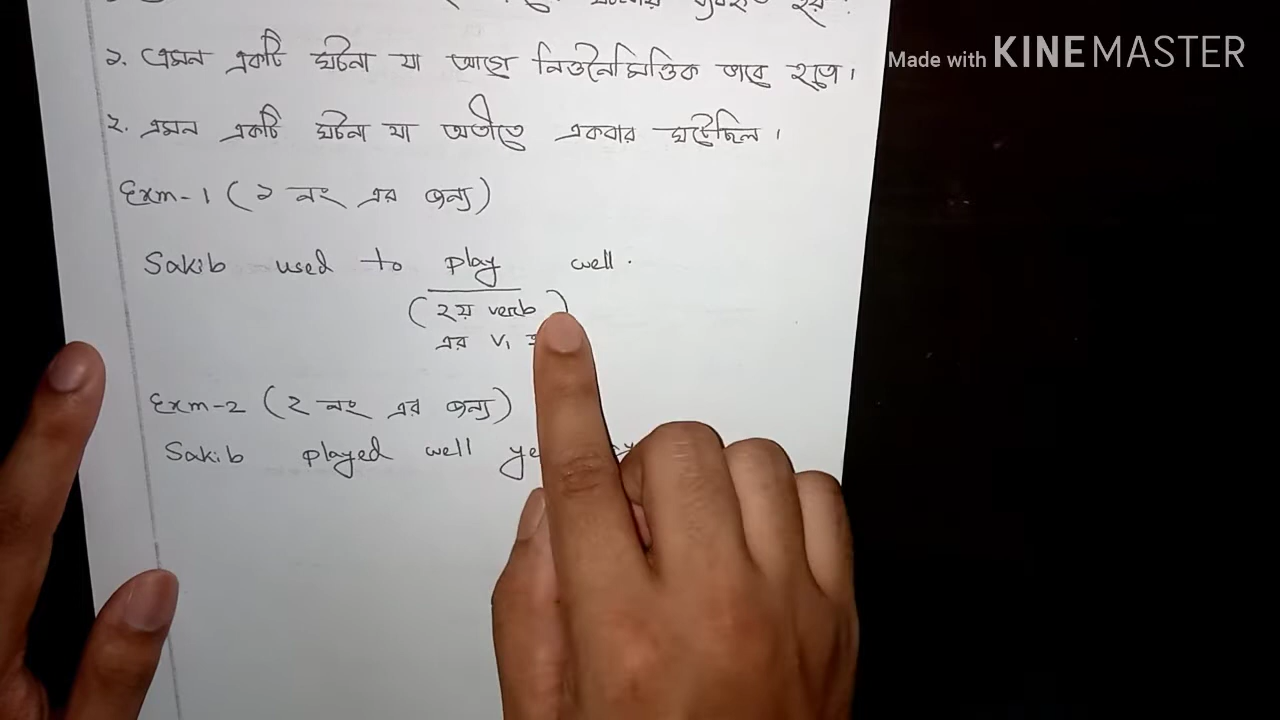 ব্যবহৃত হয়?
Made with KINEMASTER
১. এমন একটি ঘটনা যা আগে নিত্যনৈমিত্তিক ভাবে হতো।
২. এমন একটি ঘটনা যা অতীতে একবার ঘটেছিল।
Exm-1 (১ নং এর জন্য)
Sakib used to play well.
(২য় verb)
এর V₁
Exm-2 (২ নং এর জন্য)
Sakib played well